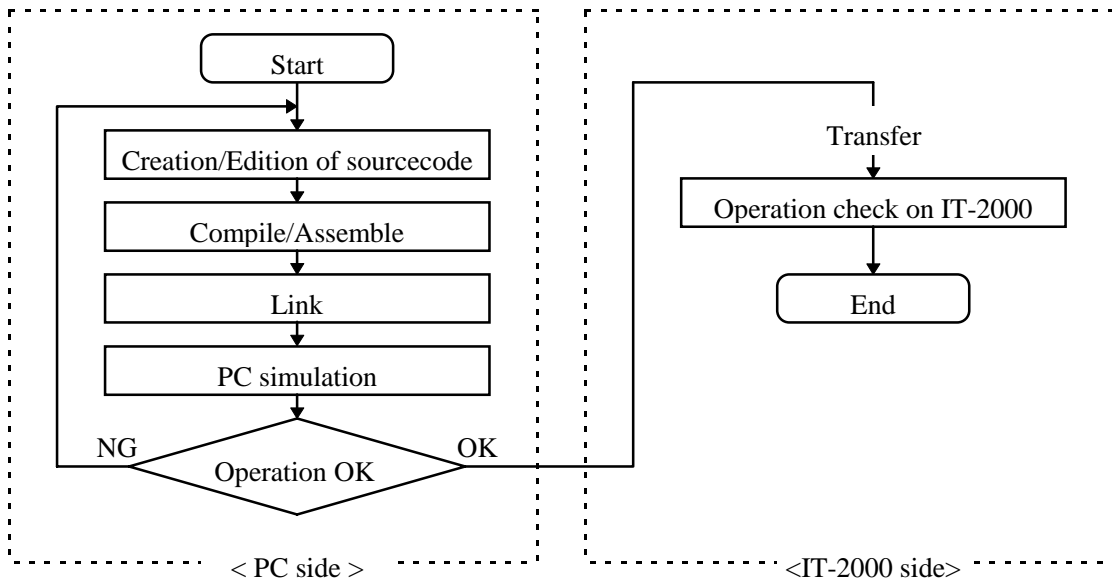 Start
Creation/Edition of sourcecode
Compile/Assemble
Link
PC simulation
NG
OK
Operation OK
< PC side >
Transfer
Operation check on IT-2000
End
<IT-2000 side>